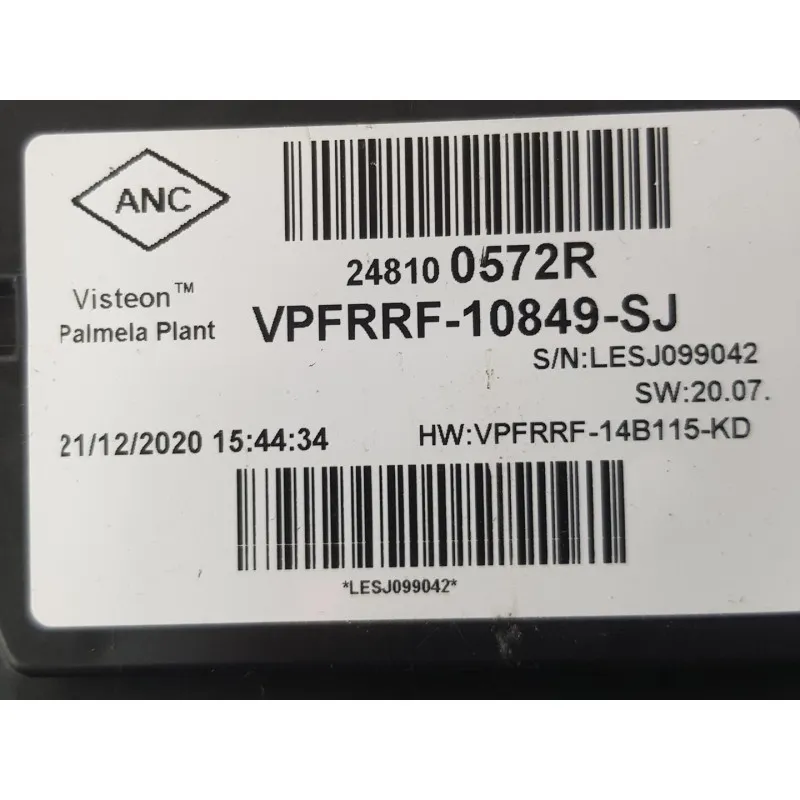 ANC
Visteon™
Palmela Plant
24810 0572R
VPFRRF-10849-SJ
S/N:LESJ099042
SW:20.07.
21/12/2020 15:44:34
HW:VPFRRF-14B115-KD
*LESJ099042*